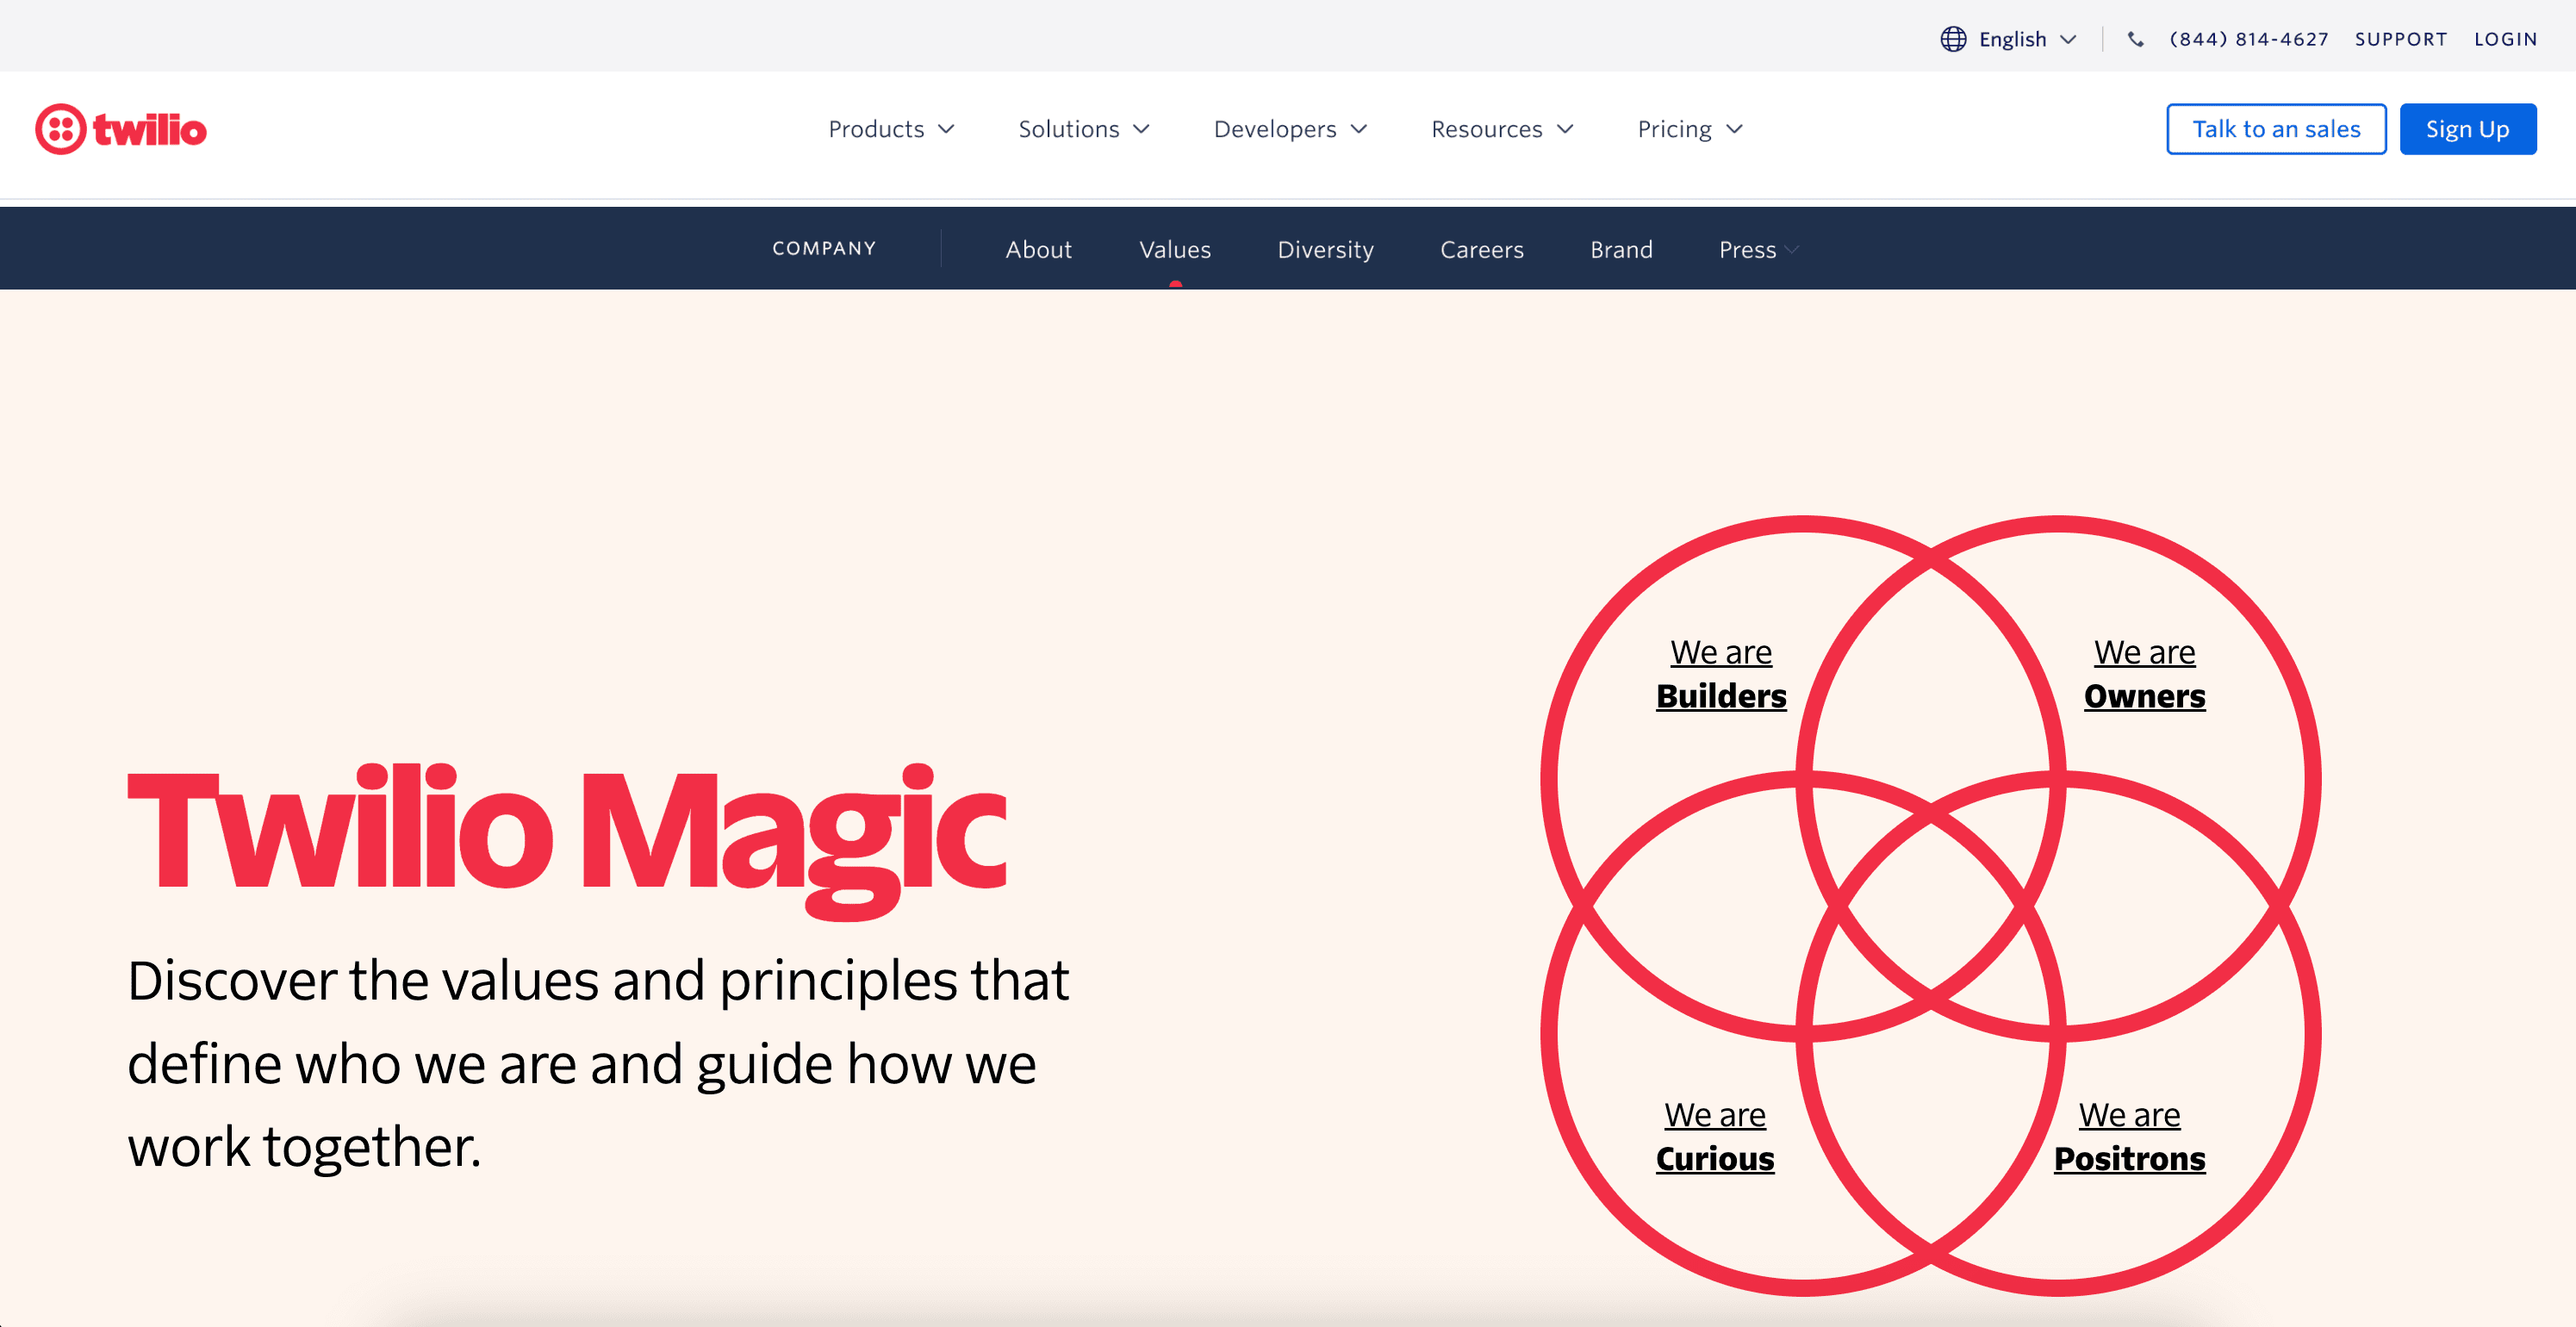 English (844) 814-4627 SUPPORT LOGIN
twilio Products Solutions Developers Resources Pricing Talk to an sales Sign Up
COMPANY About Values Diversity Careers Brand Press
Twilio Magic
Discover the values and principles that
define who we are and guide how we
work together.
We are
Builders
We are
Owners
We are
Curious
We are
Positrons